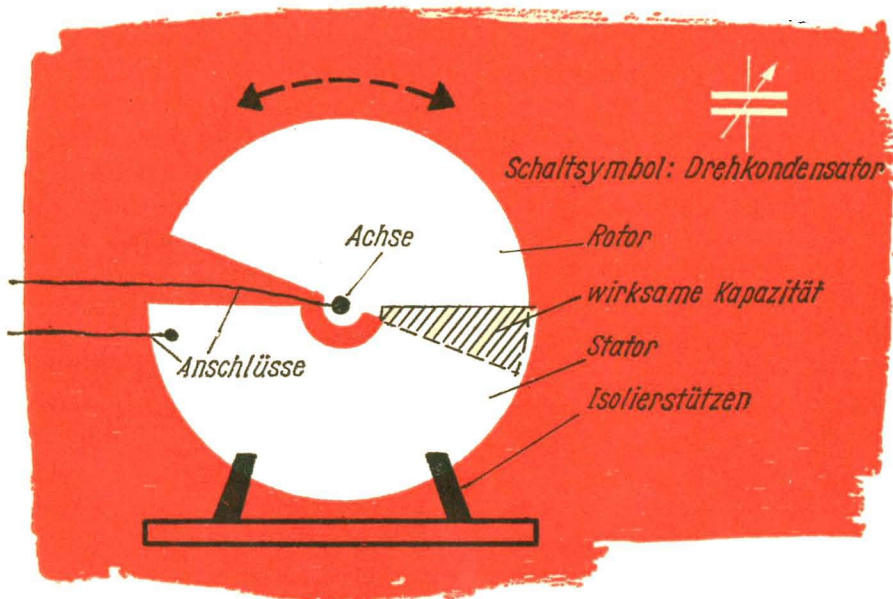 Schaltsymbol: Drehkondensator
Achse
Rotor
wirksame Kapazität
Stator
Anschlüsse
Isolierstützen